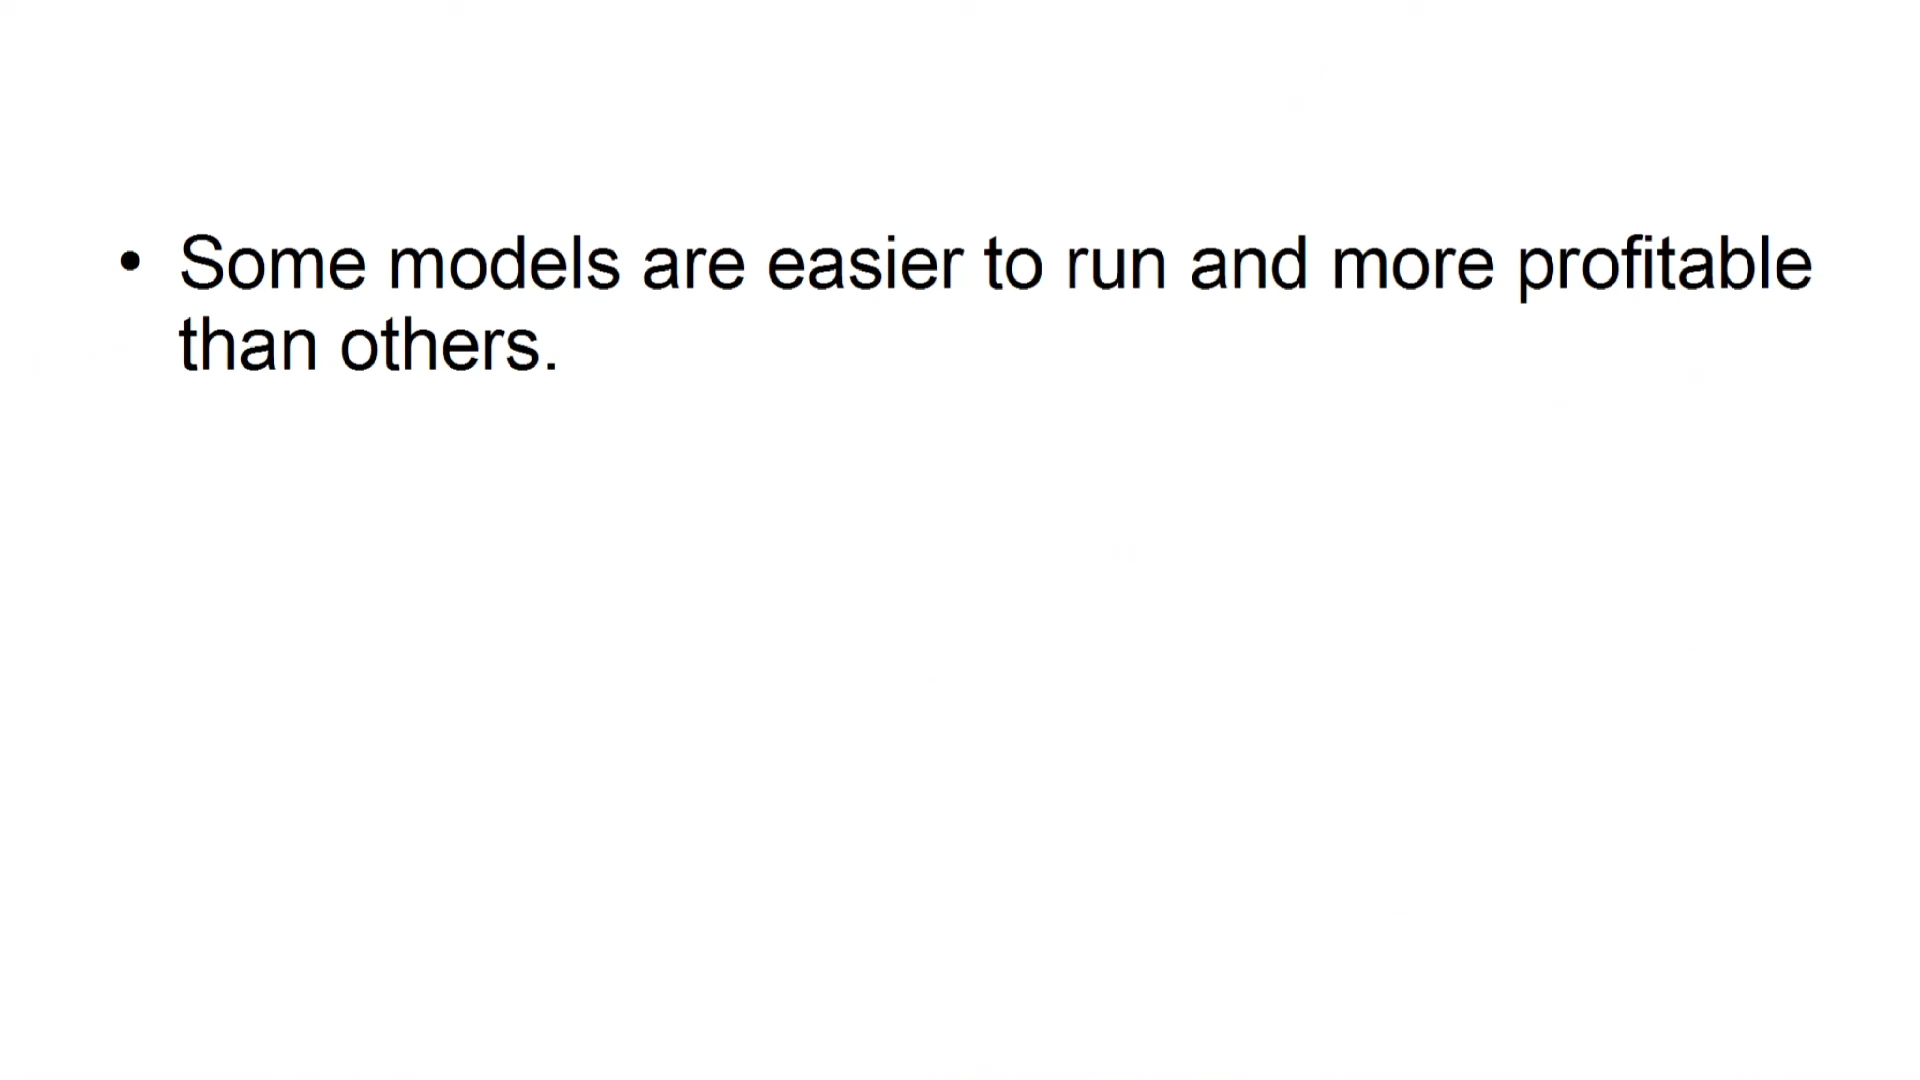 • Some models are easier to run and more profitable
than others.